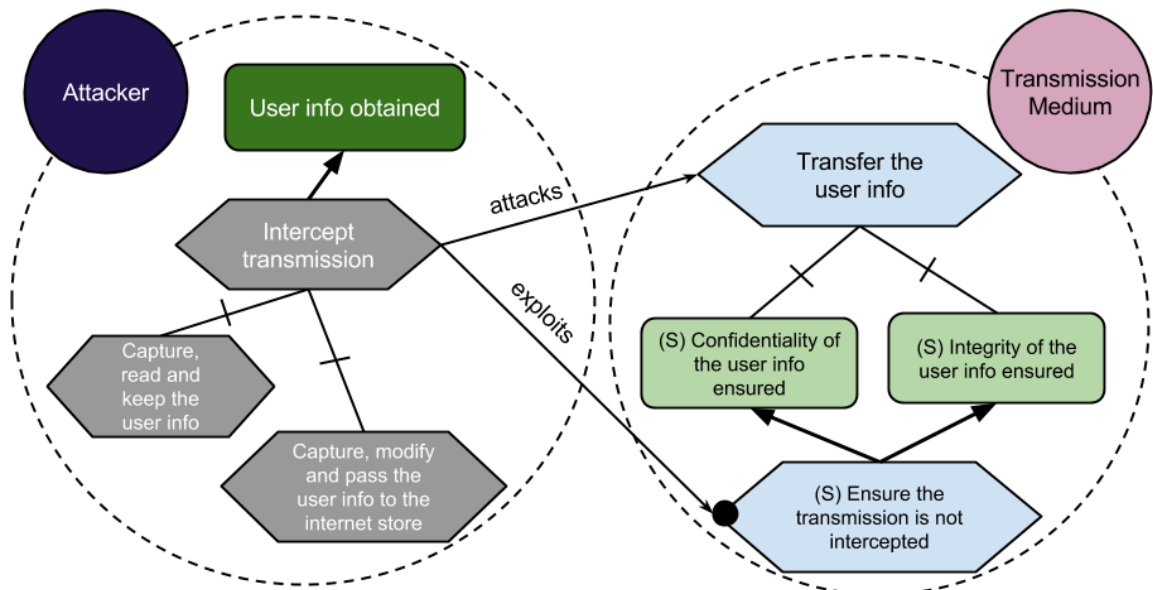 Attacker
User info obtained
Intercept
transmission
Capture,
read and
keep the
user info
Capture, modify
and pass the
user info to the
internet store
attacks
exploits
Transmission
Medium
Transfer the
user info
(S) Confidentiality of
the user info
ensured
(S) Integrity of the
user info ensured
(S) Ensure the
transmission is not
intercepted